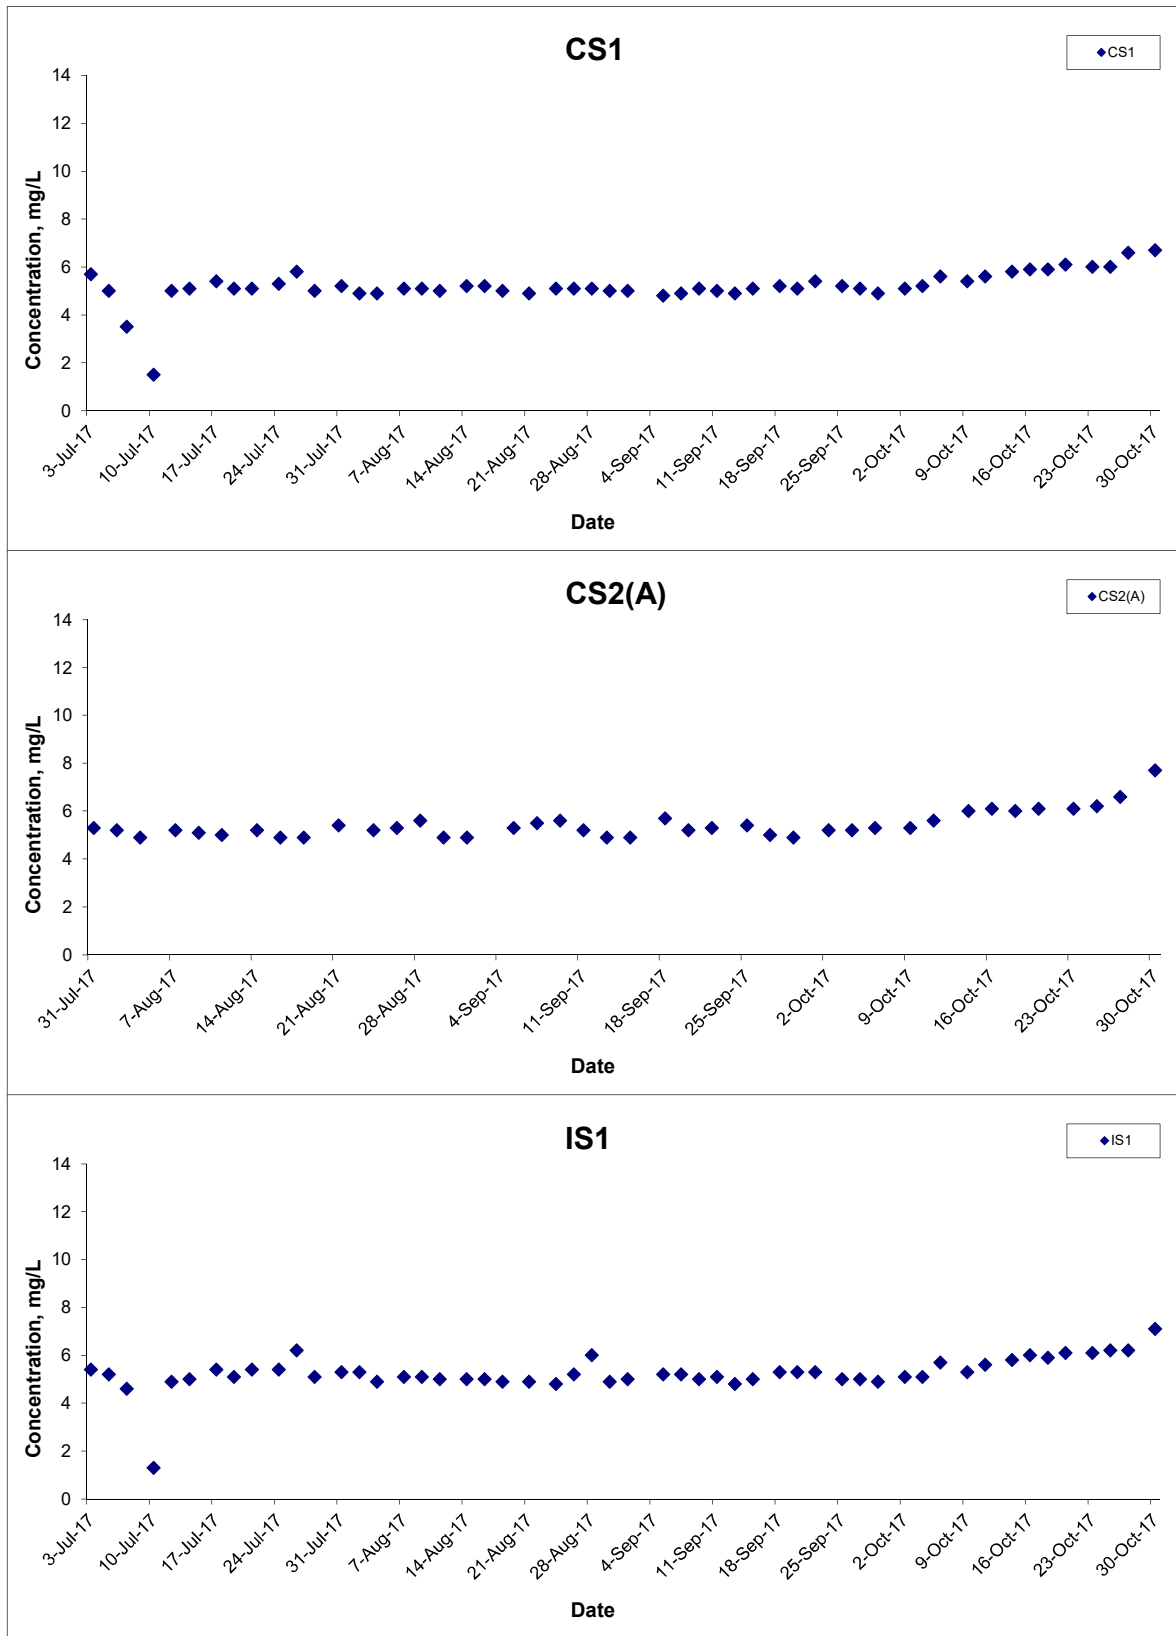 CS1
CS1
14
12
10
8
6
4
2
0
Concentration, mg/L
3-Jul-17
10-Jul-17
17-Jul-17
24-Jul-17
31-Jul-17
7-Aug-17
14-Aug-17
21-Aug-17
28-Aug-17
4-Sep-17
11-Sep-17
18-Sep-17
25-Sep-17
2-Oct-17
9-Oct-17
16-Oct-17
23-Oct-17
30-Oct-17
Date
CS2(A)
CS2(A)
14
12
10
8
6
4
2
0
Concentration, mg/L
31-Jul-17
7-Aug-17
14-Aug-17
21-Aug-17
28-Aug-17
4-Sep-17
11-Sep-17
18-Sep-17
25-Sep-17
2-Oct-17
9-Oct-17
16-Oct-17
23-Oct-17
30-Oct-17
Date
IS1
IS1
14
12
10
8
6
4
2
0
Concentration, mg/L
3-Jul-17
10-Jul-17
17-Jul-17
24-Jul-17
31-Jul-17
7-Aug-17
14-Aug-17
21-Aug-17
28-Aug-17
4-Sep-17
11-Sep-17
18-Sep-17
25-Sep-17
2-Oct-17
9-Oct-17
16-Oct-17
23-Oct-17
30-Oct-17
Date